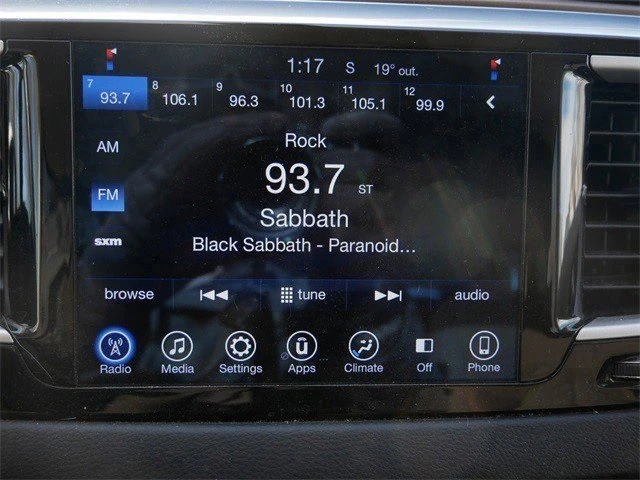 1:17 S 19° out.
7 93.7 8 106.1 9 96.3 10 101.3 11 105.1 12 99.9
AM
Rock
FM
93.7 ST
Sabbath
sxm
Black Sabbath - Paranoid...
browse tune audio
Radio Media Settings Apps Climate Off Phone